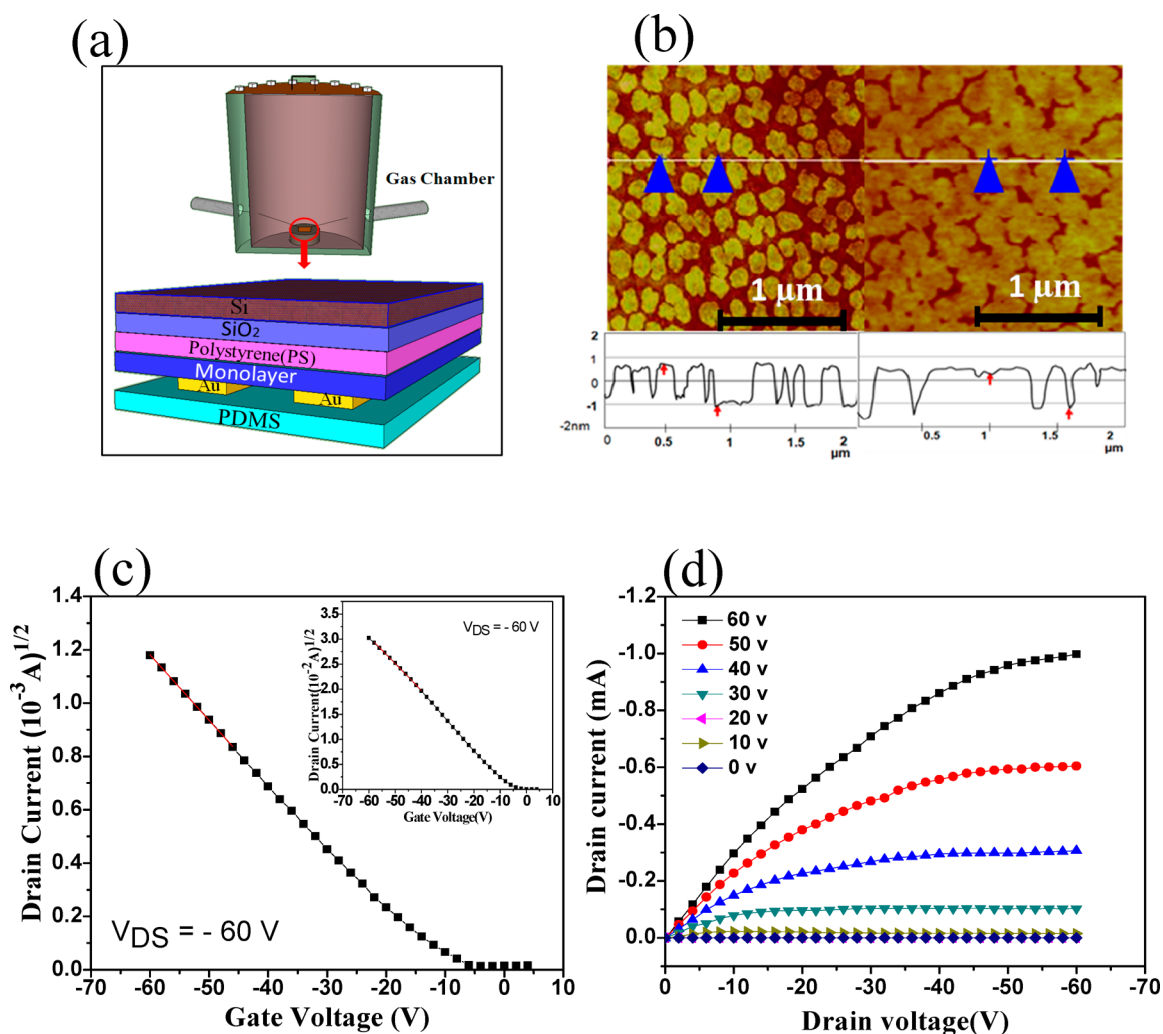 (a)
Gas Chamber
Si
SiO₂
Polystyrene(PS)
Monolayer
Au
Au
PDMS
(b)
1 µm
1 µm
2
1
0
-1
-2nm
0.5
1
1.5
2
µm
0.5
1
1.5
2
µm
(c)
Drain Current (10⁻³ A)^1/2
1.4
1.2
1.0
0.8
0.6
0.4
0.2
0.0
-70 -60 -50 -40 -30 -20 -10 0 10
Gate Voltage (V)
V_DS = - 60 V
Drain Current(10⁻²A)^1/2
3.5
3.0
2.5
2.0
1.5
1.0
0.5
0.0
-70 -60 -50 -40 -30 -20 -10 0 10
Gate Voltage(V)
V_DS = - 60 V
(d)
Drain current (mA)
-1.2
-1.0
-0.8
-0.6
-0.4
-0.2
0.0
0 -10 -20 -30 -40 -50 -60 -70
Drain voltage(V)
60 v
50 v
40 v
30 v
20 v
10 v
0 v